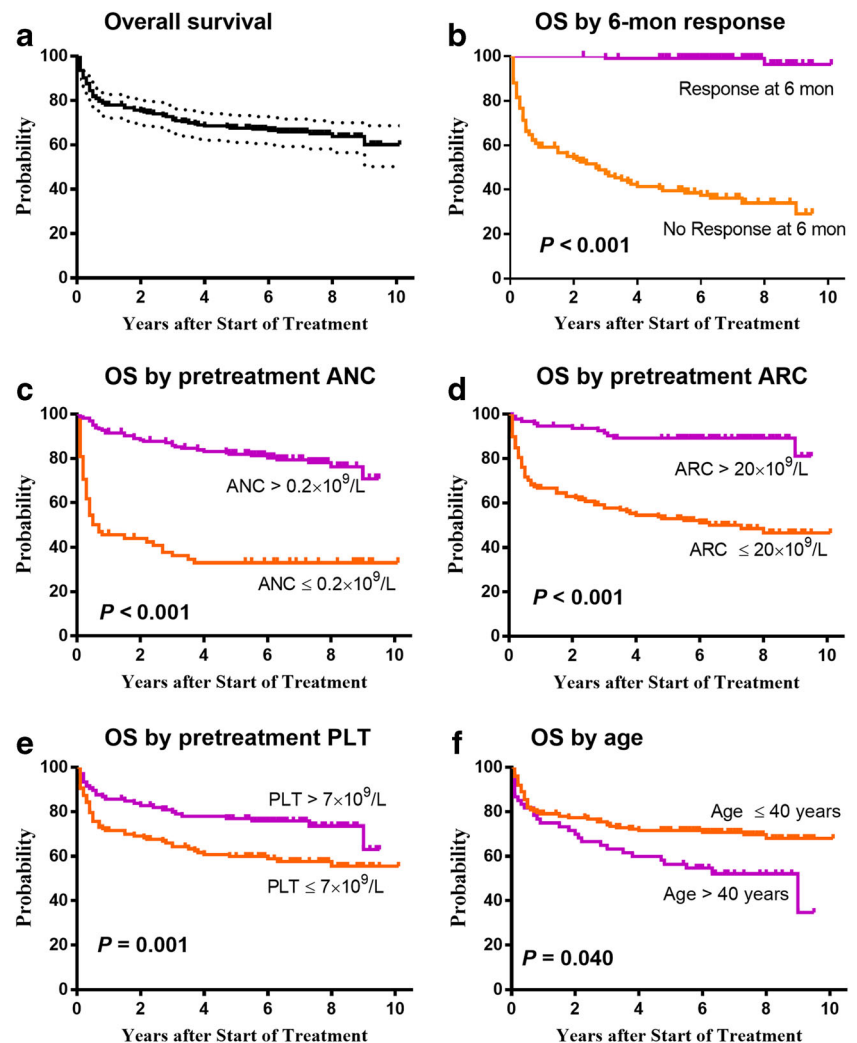 a
Overall survival
100
80
60
40
20
0
Probability
0 2 4 6 8 10
Years after Start of Treatment
b
OS by 6-mon response
100
80
60
40
20
0
Probability
Response at 6 mon
No Response at 6 mon
P < 0.001
0 2 4 6 8 10
Years after Start of Treatment
c
OS by pretreatment ANC
100
80
60
40
20
0
Probability
ANC > 0.2×10⁹/L
ANC ≤ 0.2×10⁹/L
P < 0.001
0 2 4 6 8 10
Years after Start of Treatment
d
OS by pretreatment ARC
100
80
60
40
20
0
Probability
ARC > 20×10⁹/L
ARC ≤ 20×10⁹/L
P < 0.001
0 2 4 6 8 10
Years after Start of Treatment
e
OS by pretreatment PLT
100
80
60
40
20
0
Probability
PLT > 7×10⁹/L
PLT ≤ 7×10⁹/L
P = 0.001
0 2 4 6 8 10
Years after Start of Treatment
f
OS by age
100
80
60
40
20
0
Probability
Age ≤ 40 years
Age > 40 years
P = 0.040
0 2 4 6 8 10
Years after Start of Treatment